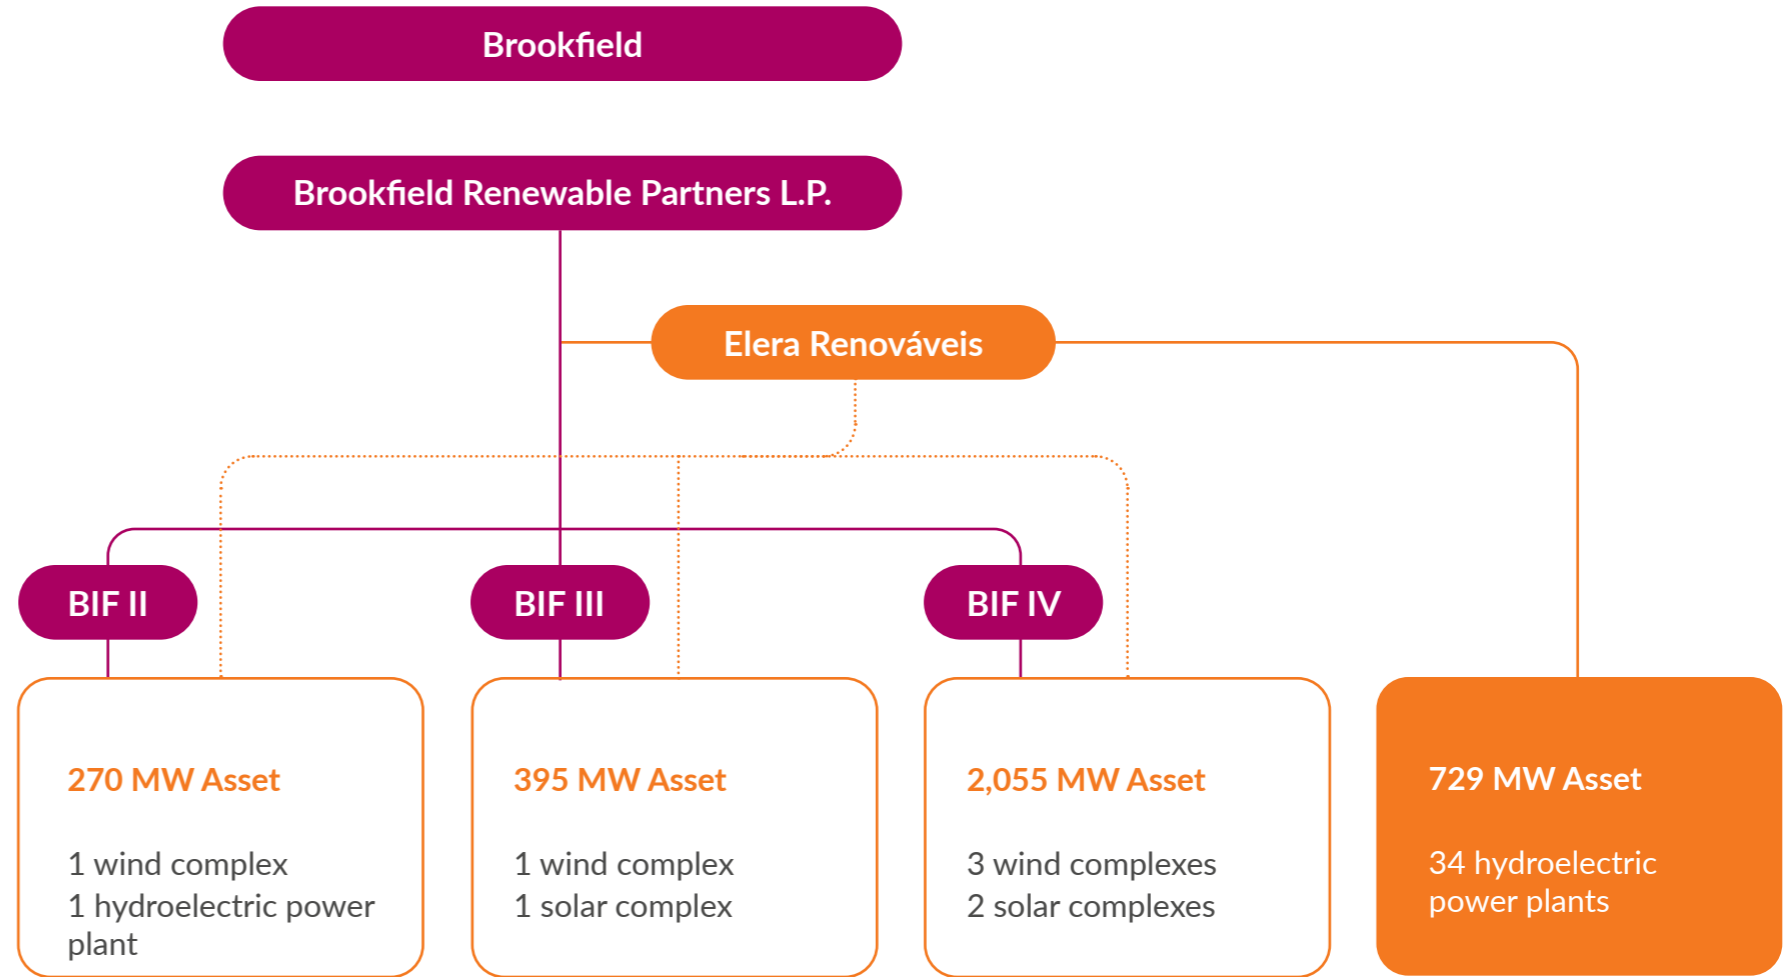 Brookfield
Brookfield Renewable Partners L.P.
Elera Renováveis
BIF II
BIF III
BIF IV
270 MW Asset
1 wind complex
1 hydroelectric power
plant
395 MW Asset
1 wind complex
1 solar complex
2,055 MW Asset
3 wind complexes
2 solar complexes
729 MW Asset
34 hydroelectric
power plants